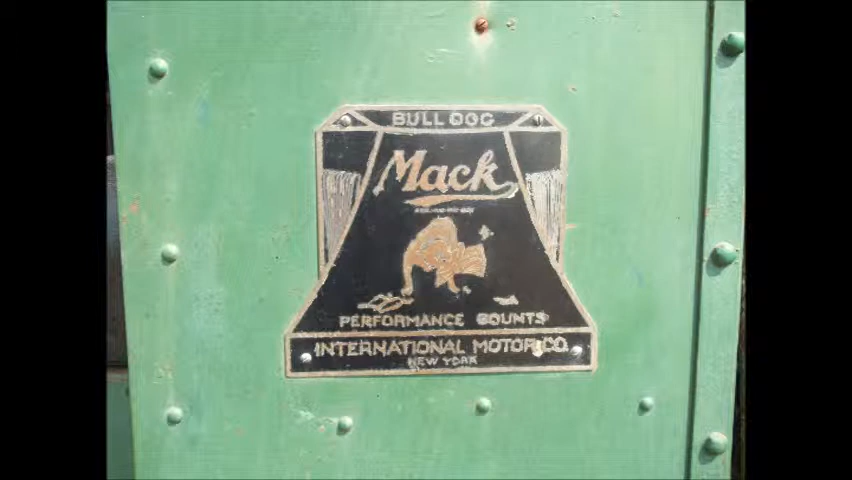 BULL DOG
Mack
PERFORMANCE COUNTS
INTERNATIONAL MOTOR CO.
NEW YORK